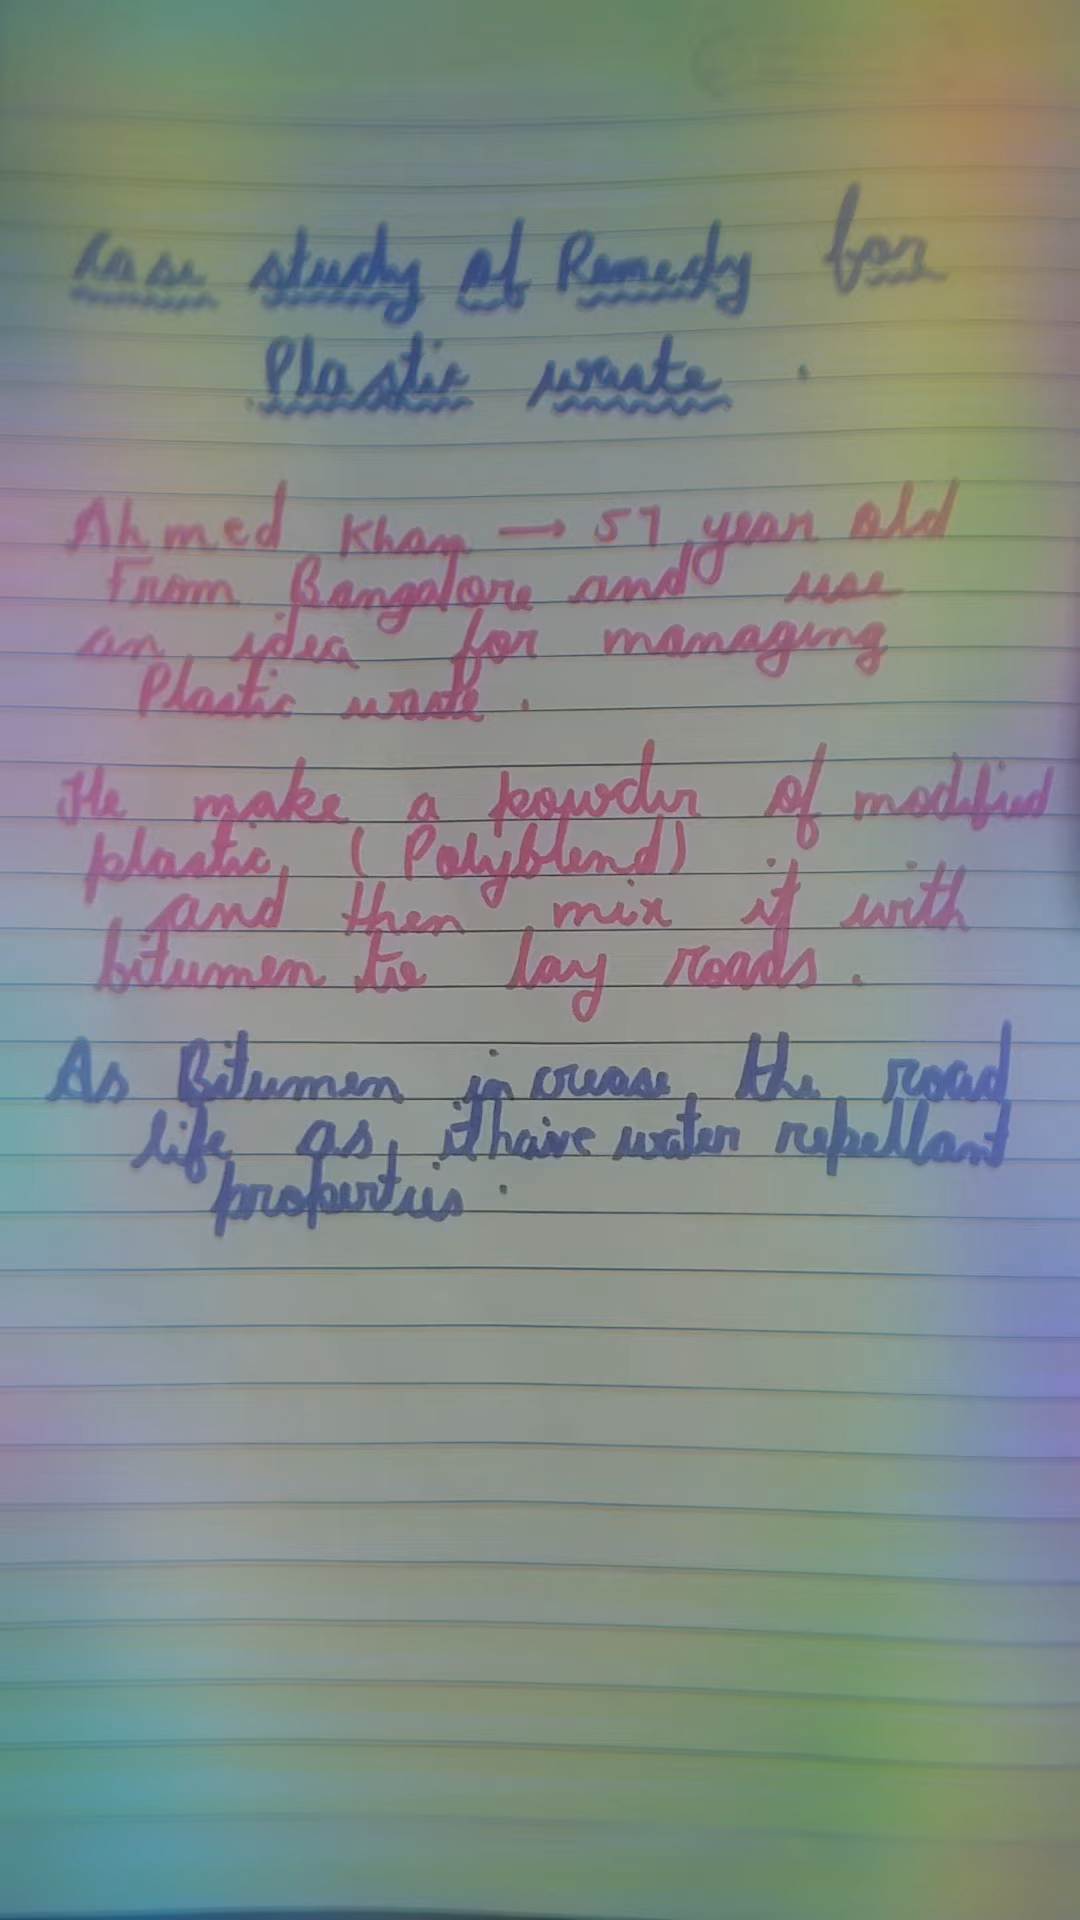 Case study of Remedy for
Plastic waste .
Ahmed Khan → 57 year old
From Bangalore and use
an idea for managing
Plastic waste .
He make a powder of modified
plastic, (Polyblend)
and then mix it with
bitumen to lay roads .
As Bitumen increase the road
life as, it have water repellant
properties .